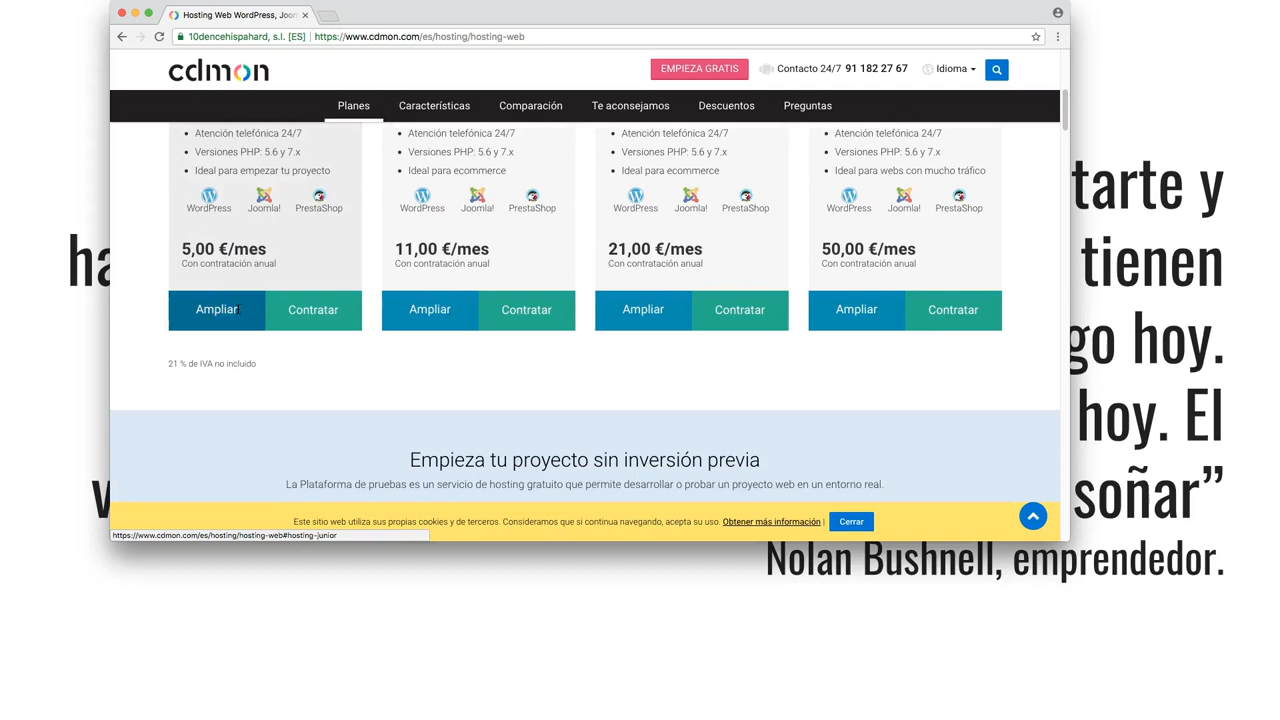 Hosting Web WordPress, Joon
10dencehispahard, s.l. [ES] | https://www.cdmon.com/es/hosting/hosting-web
cdmon
EMPIEZA GRATIS
Contacto 24/7 91 182 27 67
Idioma
Planes Características Comparación Te aconsejamos Descuentos Preguntas
• Atención telefónica 24/7
• Versiones PHP: 5.6 y 7.x
• Ideal para empezar tu proyecto
WordPress Joomla! PrestaShop
5,00 €/mes
Con contratación anual
Ampliar Contratar
• Atención telefónica 24/7
• Versiones PHP: 5.6 y 7.x
• Ideal para ecommerce
WordPress Joomla! PrestaShop
11,00 €/mes
Con contratación anual
Ampliar Contratar
• Atención telefónica 24/7
• Versiones PHP: 5.6 y 7.x
• Ideal para ecommerce
WordPress Joomla! PrestaShop
21,00 €/mes
Con contratación anual
Ampliar Contratar
• Atención telefónica 24/7
• Versiones PHP: 5.6 y 7.x
• Ideal para webs con mucho tráfico
WordPress Joomla! PrestaShop
50,00 €/mes
Con contratación anual
Ampliar Contratar
21 % de IVA no incluido
Empieza tu proyecto sin inversión previa
La Plataforma de pruebas es un servicio de hosting gratuito que permite desarrollar o probar un proyecto web en un entorno real.
Este sitio web utiliza sus propias cookies y de terceros. Consideramos que si continua navegando, acepta su uso. Obtener más información |
Cerrar
https://www.cdmon.com/es/hosting/hosting-web#hosting-junior
tarte y
ha tienen
go hoy.
hoy. El
soñar”
Nolan Bushnell, emprendedor.